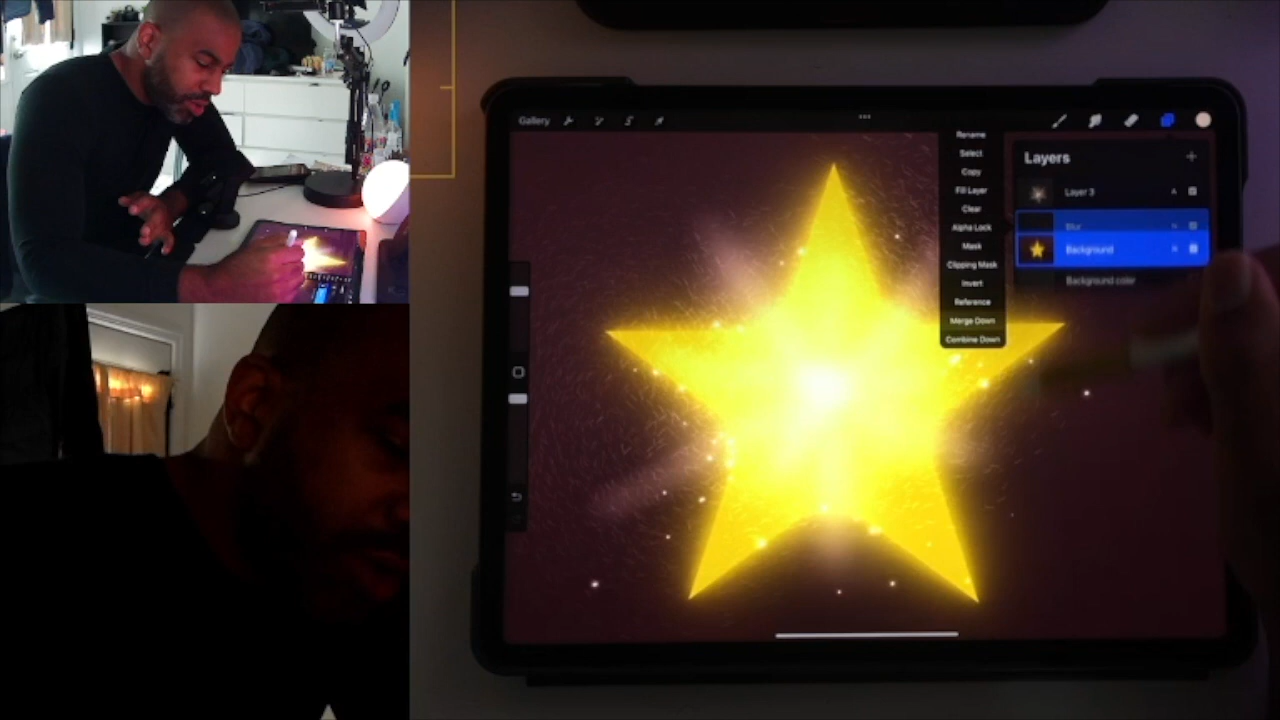 Gallery
Rename
Select
Copy
Fill Layer
Clear
Alpha Lock
Mask
Clipping Mask
Invert
Reference
Merge Down
Combine Down
Layers
Layer 3
Blur
Background
Background color